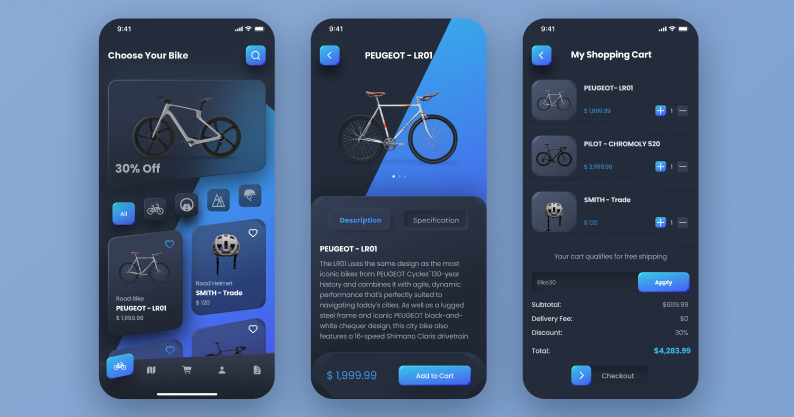 9:41
Choose Your Bike
30% Off
All
Road Bike
PEUGEOT - LR01
$ 1,999.99
Road Helmet
SMITH - Trade
$ 120
9:41
PEUGEOT - LR01
Description
Specification
PEUGEOT - LR01
The LR01 uses the same design as the most
iconic bikes from PEUGEOT Cycles' 130-year
history and combines it with agile, dynamic
performance that's perfectly suited to
navigating today's cities. As well as a lugged
steel frame and iconic PEUGEOT black-and-
white chequer design, this city bike also
features a 16-speed Shimano Claris drivetrain.
$ 1,999.99
Add to Cart
9:41
My Shopping Cart
PEUGEOT - LR01
$ 1,999.99
1
PILOT - CHROMOLY 520
$ 3,999.99
1
SMITH - Trade
$ 120
1
Your cart qualifies for free shipping
Bike30
Apply
Subtotal:
$6119.99
Delivery Fee:
$0
Discount:
30%
Total:
$4,283.99
Checkout